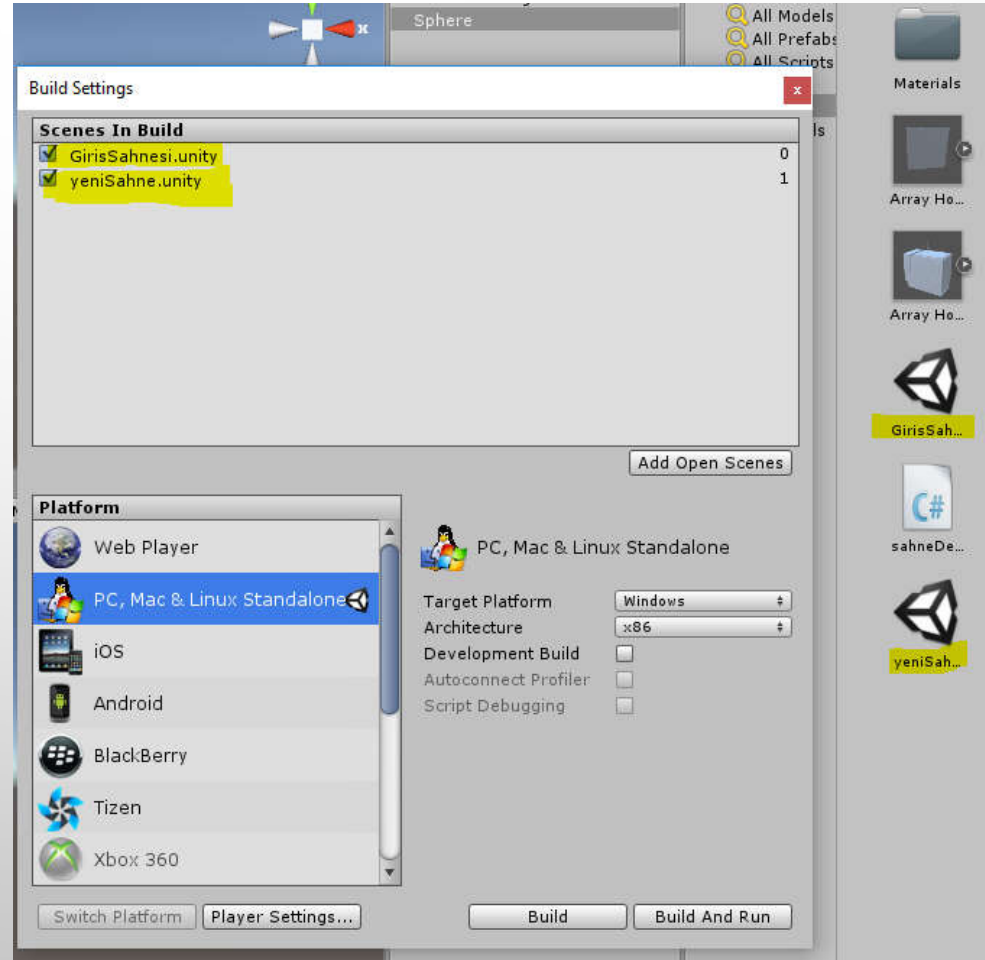 Sphere
All Models
All Prefabs
All Scripts
Materials
Build Settings
x
Scenes In Build
ls
GirisSahnesi.unity 0
yeniSahne.unity 1
Array Ho...
Array Ho...
GirisSah...
Add Open Scenes
Platform
Web Player
PC, Mac & Linux Standalone
iOS
Android
BlackBerry
Tizen
Xbox 360
PC, Mac & Linux Standalone
Target Platform Windows
Architecture x86
Development Build
Autoconnect Profiler
Script Debugging
C#
sahneDe...
yeniSah...
Switch Platform
Player Settings...
Build
Build And Run